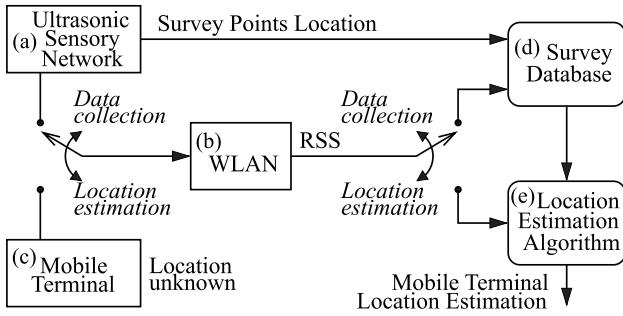 (a) Ultrasonic
Sensory
Network
Survey Points Location
(d) Survey
Database
Data
collection
(b) WLAN
RSS
Data
collection
Location
estimation
Location
estimation
(c) Mobile
Terminal
Location
unknown
(e) Location
Estimation
Algorithm
Mobile Terminal
Location Estimation